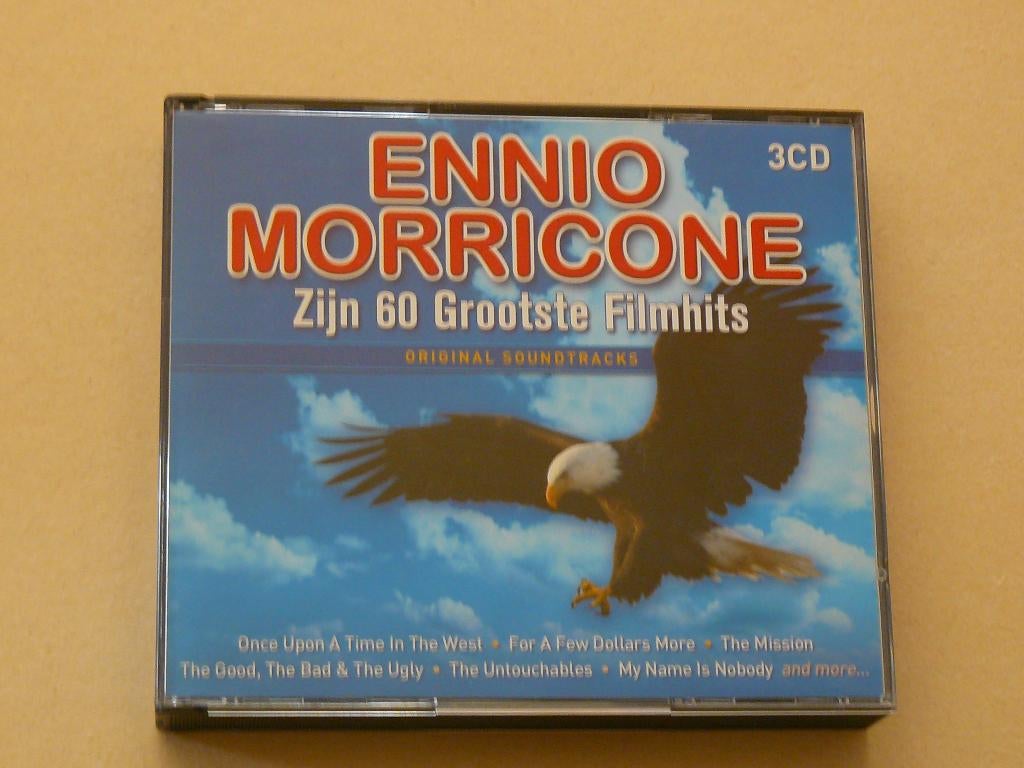 3CD
ENNIO
MORRICONE
Zijn 60 Grootste Filmhits
ORIGINAL SOUNDTRACKS
Once Upon A Time In The West • For A Few Dollars More • The Mission
The Good, The Bad & The Ugly • The Untouchables • My Name Is Nobody and more...